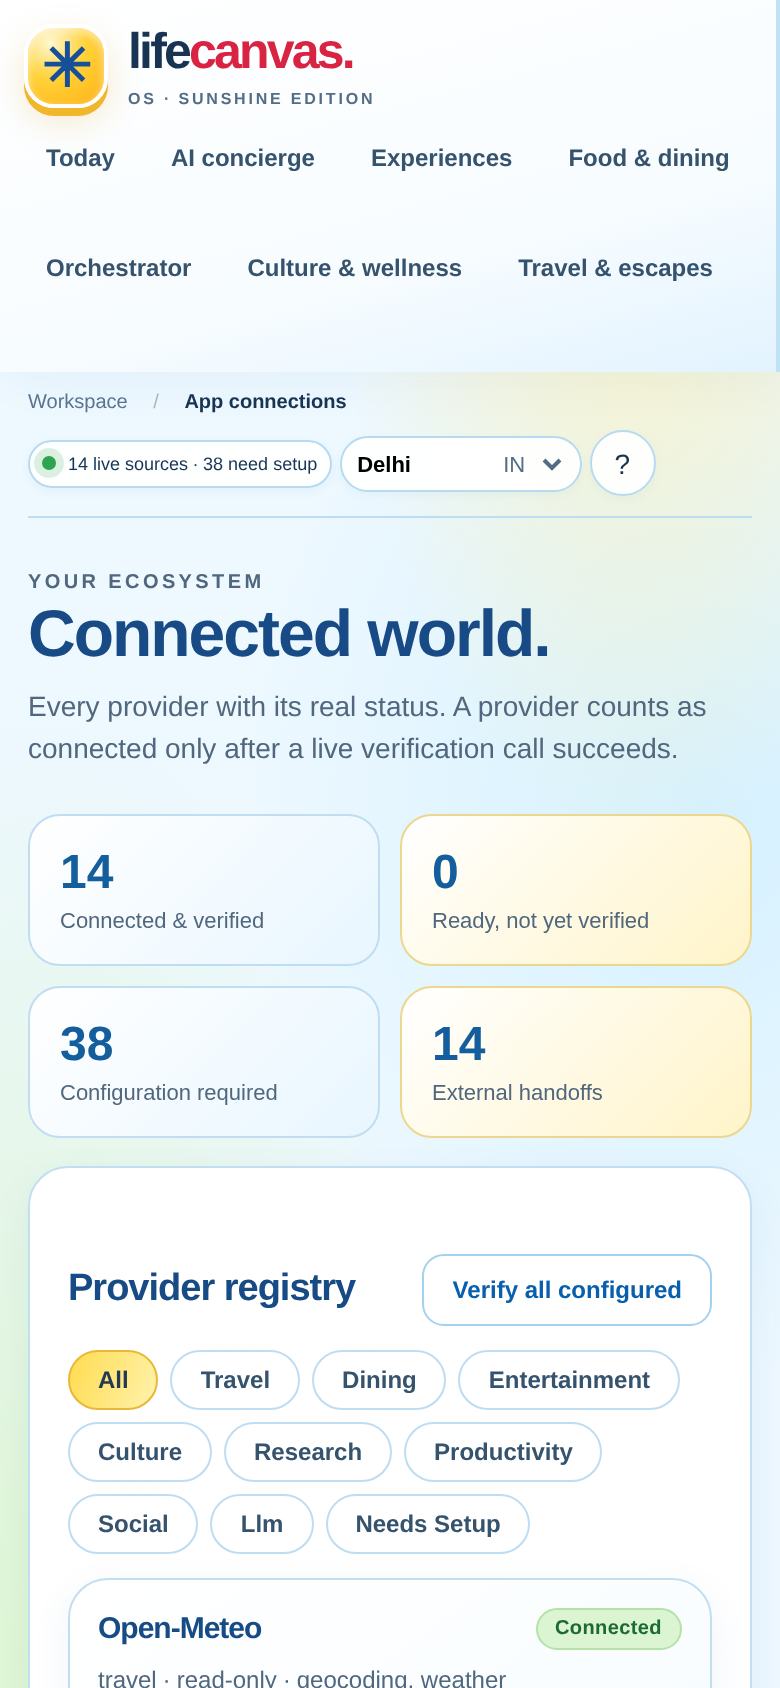 lifecanvas.
OS · SUNSHINE EDITION
Today AI concierge Experiences Food & dining
Orchestrator Culture & wellness Travel & escapes
Workspace / App connections
14 live sources · 38 need setup Delhi IN ?
YOUR ECOSYSTEM
Connected world.
Every provider with its real status. A provider counts as
connected only after a live verification call succeeds.
14 0
Connected & verified Ready, not yet verified
38 14
Configuration required External handoffs
Provider registry Verify all configured
All Travel Dining Entertainment
Culture Research Productivity
Social Llm Needs Setup
Open-Meteo Connected
travel · read-only · geocoding, weather